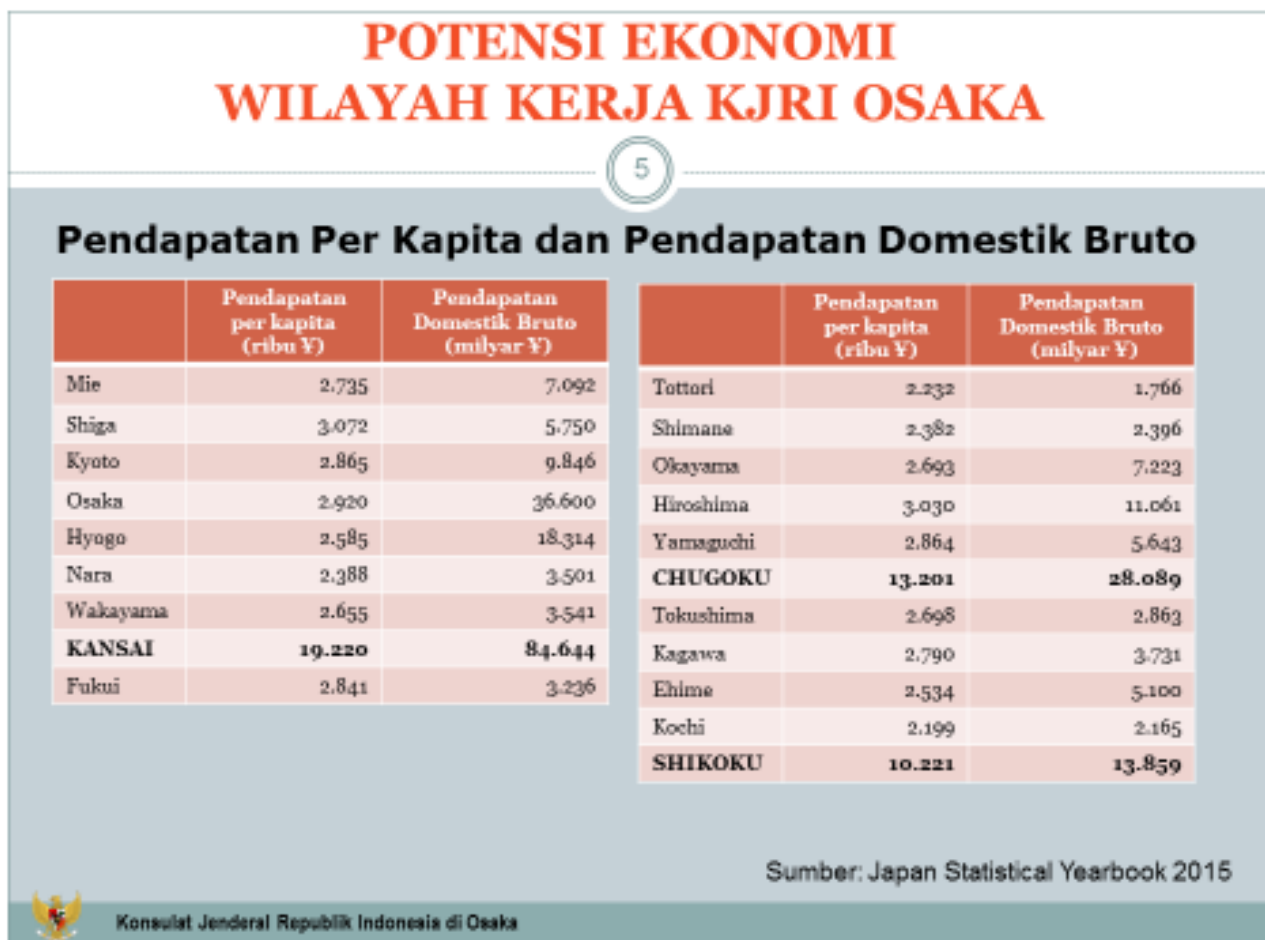 POTENSI EKONOMI
WILAYAH KERJA KJRI OSAKA
5
Pendapatan Per Kapita dan Pendapatan Domestik Bruto
Pendapatan per kapita (ribu ¥) Pendapatan Domestik Bruto (milyar ¥)
Mie 2.735 7.092
Shiga 3.072 5.750
Kyoto 2.865 9.846
Osaka 2.920 36.600
Hyogo 2.585 18.314
Nara 2.388 3.501
Wakayama 2.655 3.541
KANSAI 19.220 84.644
Fukui 2.841 3.236
Pendapatan per kapita (ribu ¥) Pendapatan Domestik Bruto (milyar ¥)
Tottori 2.232 1.766
Shimane 2.382 2.396
Okayama 2.693 7.223
Hiroshima 3.030 11.061
Yamaguchi 2.864 5.643
CHUGOKU 13.201 28.089
Tokushima 2.698 2.863
Kagawa 2.790 3.731
Ehime 2.534 5.100
Kochi 2.199 2.165
SHIKOKU 10.221 13.859
Sumber: Japan Statistical Yearbook 2015
Konsulat Jenderal Republik Indonesia di Osaka